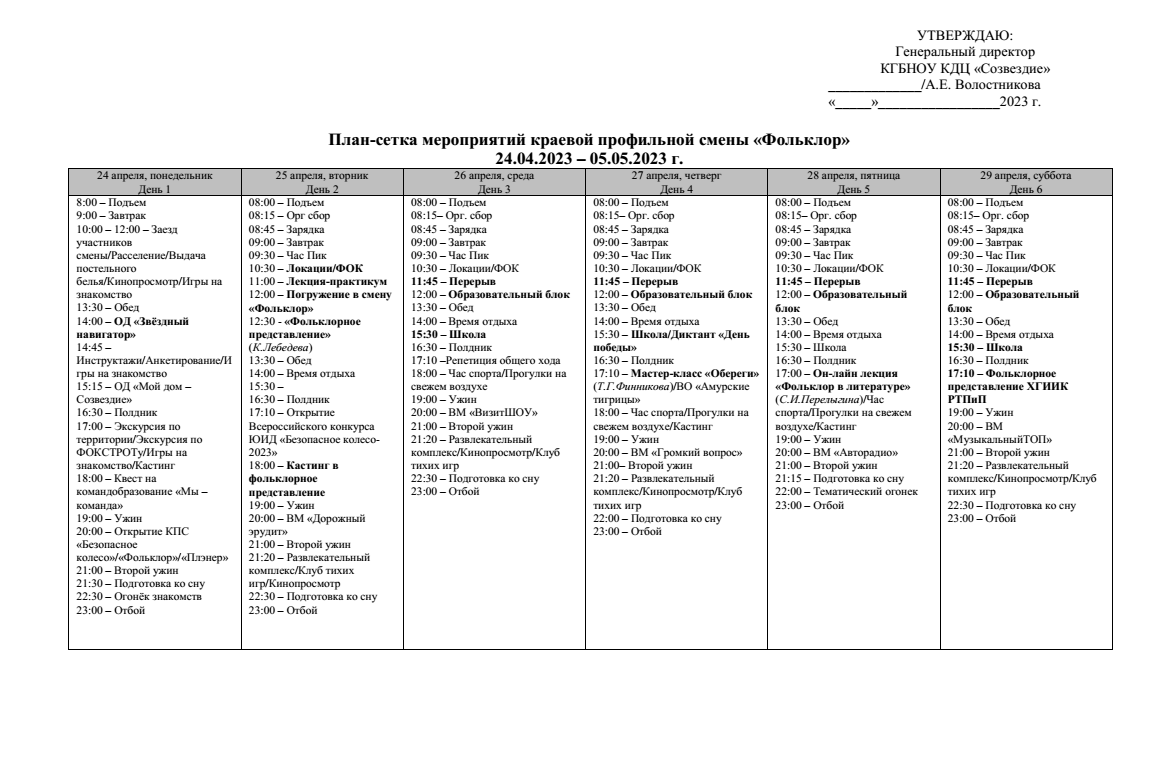 УТВЕРЖДАЮ:
Генеральный директор
КГБНОУ КДЦ «Созвездие»
_____________/А.Е. Волостникова
«_____»_________________2023 г.
План-сетка мероприятий краевой профильной смены «Фольклор»
24.04.2023 – 05.05.2023 г.
24 апреля, понедельник
День 1
8:00 – Подъем
9:00 – Завтрак
10:00 – 12:00 – Заезд
участников
смены/Расселение/Выдача
постельного
белья/Кинопросмотр/Игры на
знакомство
13:30 – Обед
14:00 – ОД «Звёздный
навигатор»
14:45 –
Инструктажи/Анкетирование/И
гры на знакомство
15:15 – ОД «Мой дом –
Созвездие»
16:30 – Полдник
17:00 – Экскурсия по
территории/Экскурсия по
ФОКСТРОТу/Игры на
знакомство/Кастинг
18:00 – Квест на
командобразование «Мы –
команда»
19:00 – Ужин
20:00 – Открытие КПС
«Безопасное
колесо»/«Фольклор»/«Плэнер»
21:00 – Второй ужин
21:30 – Подготовка ко сну
22:30 – Огонёк знакомств
23:00 – Отбой
25 апреля, вторник
День 2
08:00 – Подъем
08:15 – Орг сбор
08:45 – Зарядка
09:00 – Завтрак
09:30 – Час Пик
10:30 – Локации/ФОК
11:00 – Лекция-практикум
12:00 – Погружение в смену
«Фольклор»
12:30 - «Фольклорное
представление»
(К.Лебедева)
13:30 – Обед
14:00 – Время отдыха
15:30 –
16:30 – Полдник
17:10 – Открытие
Всероссийского конкурса
ЮИД «Безопасное колесо-
2023»
18:00 – Кастинг в
фольклорное
представление
19:00 – Ужин
20:00 – ВМ «Дорожный
эрудит»
21:00 – Второй ужин
21:20 – Развлекательный
комплекс/Клуб тихих
игр/Кинопросмотр
22:30 – Подготовка ко сну
23:00 – Отбой
26 апреля, среда
День 3
08:00 – Подъем
08:15– Орг. сбор
08:45 – Зарядка
09:00 – Завтрак
09:30 – Час Пик
10:30 – Локации/ФОК
11:45 – Перерыв
12:00 – Образовательный блок
13:30 – Обед
14:00 – Время отдыха
15:30 – Школа
16:30 – Полдник
17:10 –Репетиция общего хода
18:00 – Час спорта/Прогулки на
свежем воздухе
19:00 – Ужин
20:00 – ВМ «ВизитШОУ»
21:00 – Второй ужин
21:20 – Развлекательный
комплекс/Кинопросмотр/Клуб
тихих игр
22:30 – Подготовка ко сну
23:00 – Отбой
27 апреля, четверг
День 4
08:00 – Подъем
08:15– Орг. сбор
08:45 – Зарядка
09:00 – Завтрак
09:30 – Час Пик
10:30 – Локации/ФОК
11:45 – Перерыв
12:00 – Образовательный блок
13:30 – Обед
14:00 – Время отдыха
15:30 – Школа/Диктант «День
победы»
16:30 – Полдник
17:10 – Мастер-класс «Обереги»
(Т.Г.Финникова)/ВО «Амурские
тигрицы»
18:00 – Час спорта/Прогулки на
свежем воздухе/Кастинг
19:00 – Ужин
20:00 – ВМ «Громкий вопрос»
21:00– Второй ужин
21:20 – Развлекательный
комплекс/Кинопросмотр/Клуб
тихих игр
22:00 – Подготовка ко сну
23:00 – Отбой
28 апреля, пятница
День 5
08:00 – Подъем
08:15– Орг. сбор
08:45 – Зарядка
09:00 – Завтрак
09:30 – Час Пик
10:30 – Локации/ФОК
11:45 – Перерыв
12:00 – Образовательный
блок
13:30 – Обед
14:00 – Время отдыха
15:30 – Школа
16:30 – Полдник
17:00 – Он-лайн лекция
«Фольклор в литературе»
(С.И.Перелыгина)/Час
спорта/Прогулки на свежем
воздухе/Кастинг
19:00 – Ужин
20:00 – ВМ «Авторадио»
21:00 – Второй ужин
21:15 – Подготовка ко сну
22:00 – Тематический огонек
23:00 – Отбой
29 апреля, суббота
День 6
08:00 – Подъем
08:15– Орг. сбор
08:45 – Зарядка
09:00 – Завтрак
09:30 – Час Пик
10:30 – Локации/ФОК
11:45 – Перерыв
12:00 – Образовательный
блок
13:30 – Обед
14:00 – Время отдыха
15:30 – Школа
16:30 – Полдник
17:10 – Фольклорное
представление ХГИИК
РТПиП
19:00 – Ужин
20:00 – ВМ
«МузыкальныйТОП»
21:00 – Второй ужин
21:20 – Развлекательный
комплекс/Кинопросмотр/Клуб
тихих игр
22:30 – Подготовка ко сну
23:00 – Отбой